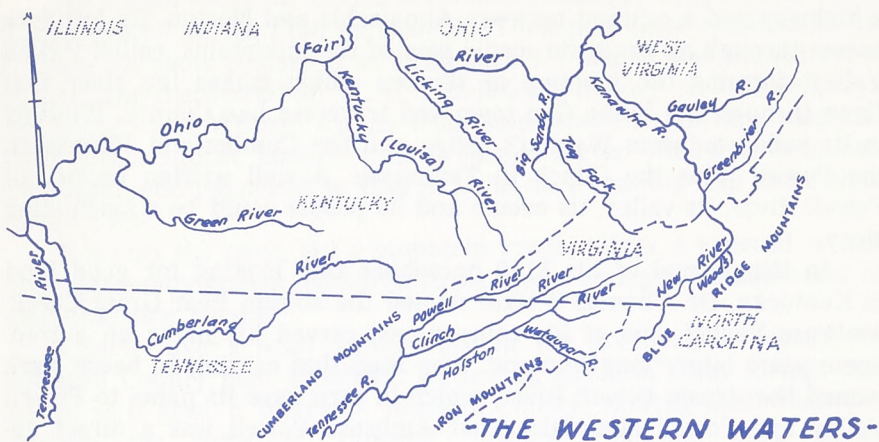 ILLINOIS
INDIANA
OHIO
WEST
VIRGINIA
(Fair)
River
Ohio
Kentucky
(Louisa)
River
Licking
River
Big Sandy R.
Tug
Fork
Kanawha R.
Gauley R.
Greenbrier R.
Green River
KENTUCKY
VIRGINIA
New River
(Woods)
BLUE RIDGE MOUNTAINS
NORTH
CAROLINA
River
Tennessee
Cumberland
River
TENNESSEE
CUMBERLAND MOUNTAINS
Powell River
Clinch River
Holston River
Watauga R.
Tennessee R.
IRON MOUNTAINS
-THE WESTERN WATERS-